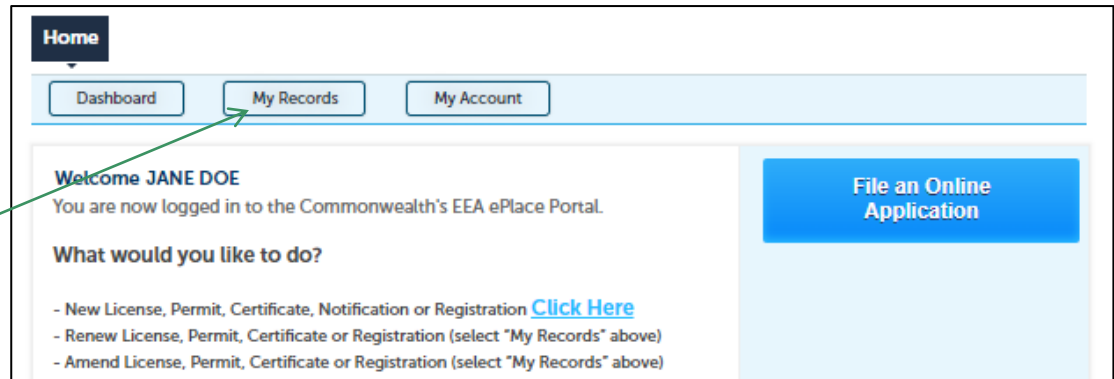 Home
Dashboard My Records My Account
Welcome JANE DOE
You are now logged in to the Commonwealth's EEA ePlace Portal.
What would you like to do?
- New License, Permit, Certificate, Notification or Registration Click Here
- Renew License, Permit, Certificate or Registration (select "My Records" above)
- Amend License, Permit, Certificate or Registration (select "My Records" above)
File an Online
Application